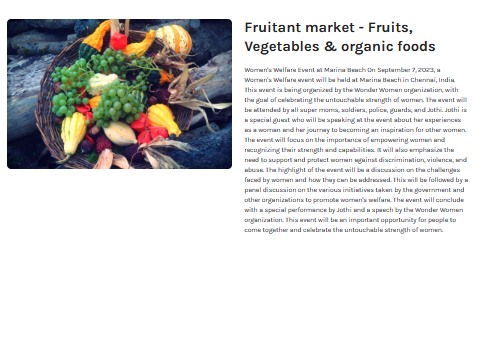 Fruitant market - Fruits,
Vegetables & organic foods
Women's Welfare Event at Marina Beach On September 7, 2023, a
Women's Welfare event will be held at Marina Beach in Chennai, India.
This event is being organized by the Wonder Women organization, with
the goal of celebrating the untouchable strength of women. The event will
be attended by all super moms, soldiers, police, guards, and Jothi. Jothi is
a special guest who will be speaking at the event about her experiences
as a women and her journey to becoming an inspiration for other women.
The event will focus on the importance of empowering women and
recognizing their strength and capabilities. It will also emphasize the
need to support and protect women against discrimination, violence, and
abuse. The highlight of the event will be a discussion on the challenges
faced by women and how they can be addressed. This will be followed by a
panel discussion on the various initiatives taken by the government and
other organizations to promote women's welfare. The event will conclude
with a special performance by Jothi and a speech by the Wonder Women
organization. This event will be an important opportunity for people to
come together and celebrate the untouchable strength of women.